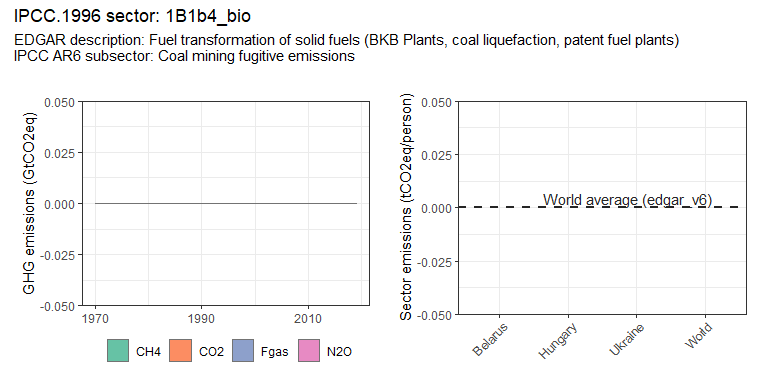 IPCC.1996 sector: 1B1b4_bio
EDGAR description: Fuel transformation of solid fuels (BKB Plants, coal liquefaction, patent fuel plants)
IPCC AR6 subsector: Coal mining fugitive emissions
GHG emissions (GtCO2eq)
0.050
0.025
0.000
-0.025
-0.050
1970
1990
2010
CH4
CO2
Fgas
N2O
Sector emissions (tCO2eq/person)
0.050
0.025
0.000
-0.025
-0.050
World average (edgar_v6)
Belarus
Hungary
Ukraine
World